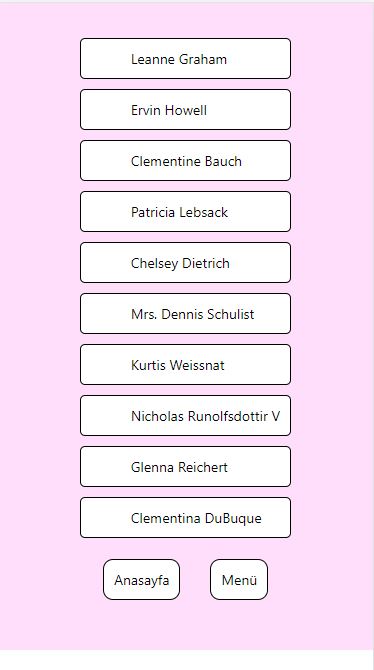 Leanne Graham
Ervin Howell
Clementine Bauch
Patricia Lebsack
Chelsey Dietrich
Mrs. Dennis Schulist
Kurtis Weissnat
Nicholas Runolfsdottir V
Glenna Reichert
Clementina DuBuque
Anasayfa Menü